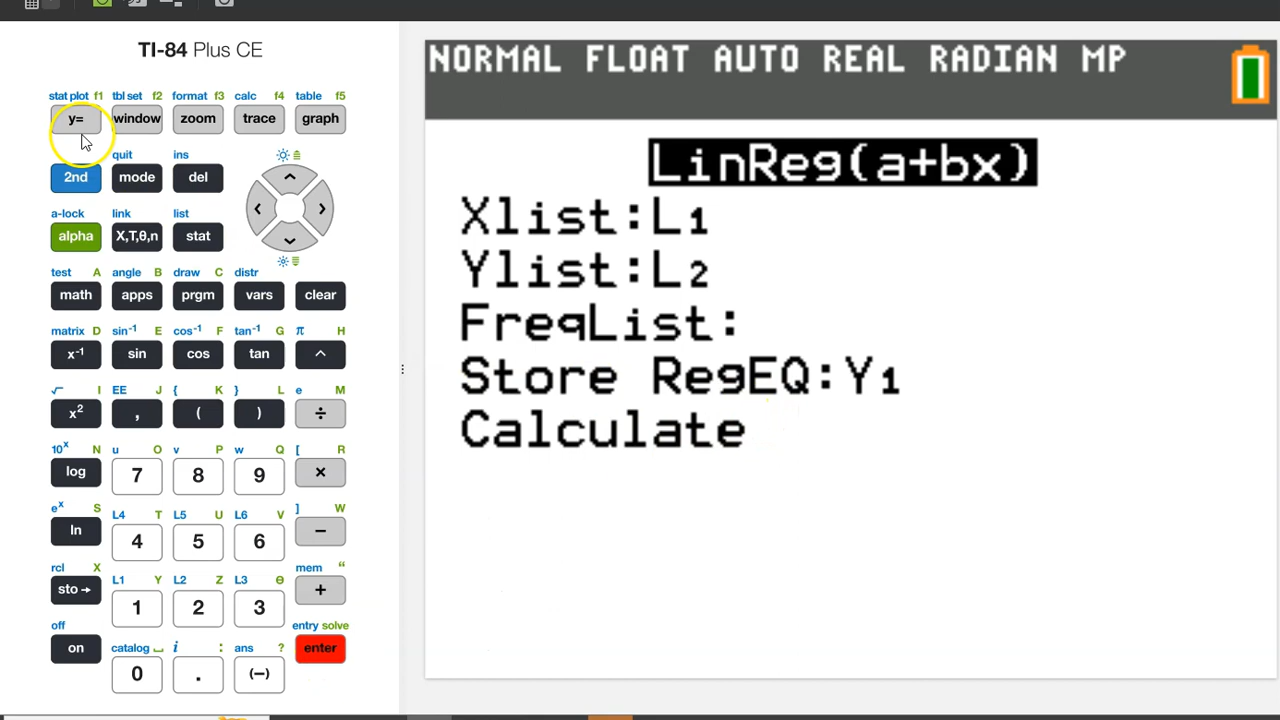 TI-84 Plus CE
NORMAL FLOAT AUTO REAL RADIAN MP
LinReg(a+bx)
Xlist:L1
Ylist:L2
FreqList:
Store RegEQ:Y1
Calculate
stat plot f1 tbl set f2 format f3 calc f4 table f5
y= window zoom trace graph
quit ins
2nd mode del
a-lock link list
alpha X,T,θ,n stat
test A angle B draw C distr
math apps prgm vars clear
matrix D sin⁻¹ E cos⁻¹ F tan⁻¹ G π H
x⁻¹ sin cos tan ^
√ I EE J { K } L e M
x² , ( ) ÷
10ˣ N u O v P w Q [ R
log 7 8 9 ×
eˣ S L4 T L5 U L6 V ] W
ln 4 5 6 −
rcl X L1 Y L2 Z L3 θ mem “
sto→ 1 2 3 +
off catalog ⎵ i : ans ? entry solve
on 0 . (−) enter